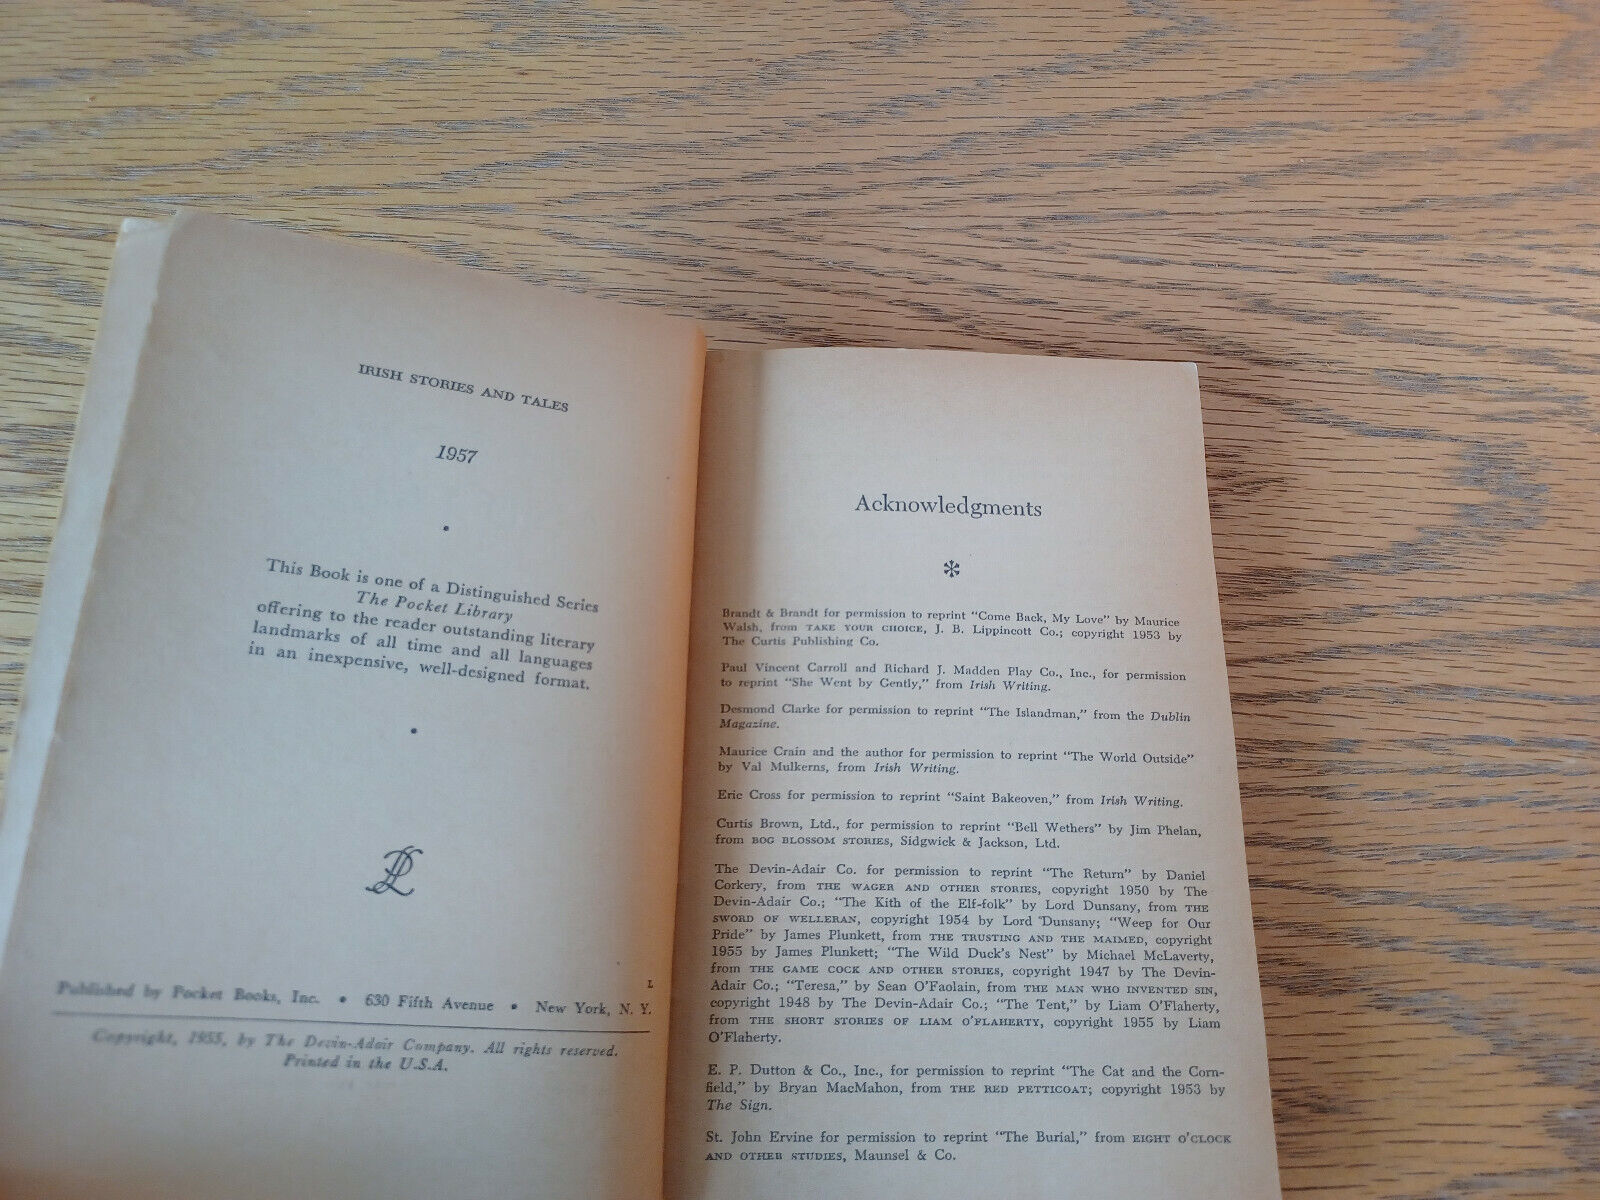 IRISH STORIES AND TALES
1957
•
This Book is one of a Distinguished Series
The Pocket Library
offering to the reader outstanding literary
landmarks of all time and all languages
in an inexpensive, well-designed format.
•
PL
L
Published by Pocket Books, Inc. • 630 Fifth Avenue • New York, N. Y.
Copyright, 1955, by The Devin-Adair Company. All rights reserved.
Printed in the U.S.A.
Acknowledgments
*
Brandt & Brandt for permission to reprint "Come Back, My Love" by Maurice
Walsh, from TAKE YOUR CHOICE, J. B. Lippincott Co.; copyright 1953 by
The Curtis Publishing Co.
Paul Vincent Carroll and Richard J. Madden Play Co., Inc., for permission
to reprint "She Went by Gently," from Irish Writing.
Desmond Clarke for permission to reprint "The Islandman," from the Dublin
Magazine.
Maurice Crain and the author for permission to reprint "The World Outside"
by Val Mulkerns, from Irish Writing.
Eric Cross for permission to reprint "Saint Bakeoven," from Irish Writing.
Curtis Brown, Ltd., for permission to reprint "Bell Wethers" by Jim Phelan,
from BOG BLOSSOM STORIES, Sidgwick & Jackson, Ltd.
The Devin-Adair Co. for permission to reprint "The Return" by Daniel
Corkery, from THE WAGER AND OTHER STORIES, copyright 1950 by The
Devin-Adair Co.; "The Kith of the Elf-folk" by Lord Dunsany, from THE
SWORD OF WELLERAN, copyright 1954 by Lord Dunsany; "Weep for Our
Pride" by James Plunkett, from THE TRUSTING AND THE MAIMED, copyright
1955 by James Plunkett; "The Wild Duck's Nest" by Michael McLaverty,
from THE GAME COCK AND OTHER STORIES, copyright 1947 by The Devin-
Adair Co.; "Teresa," by Sean O'Faolain, from THE MAN WHO INVENTED SIN,
copyright 1948 by The Devin-Adair Co.; "The Tent," by Liam O'Flaherty,
from THE SHORT STORIES OF LIAM O'FLAHERTY, copyright 1955 by Liam
O'Flaherty.
E. P. Dutton & Co., Inc., for permission to reprint "The Cat and the Corn-
field," by Bryan MacMahon, from THE RED PETTICOAT; copyright 1953 by
The Sign.
St. John Ervine for permission to reprint "The Burial," from EIGHT O'CLOCK
AND OTHER STUDIES, Maunsel & Co.